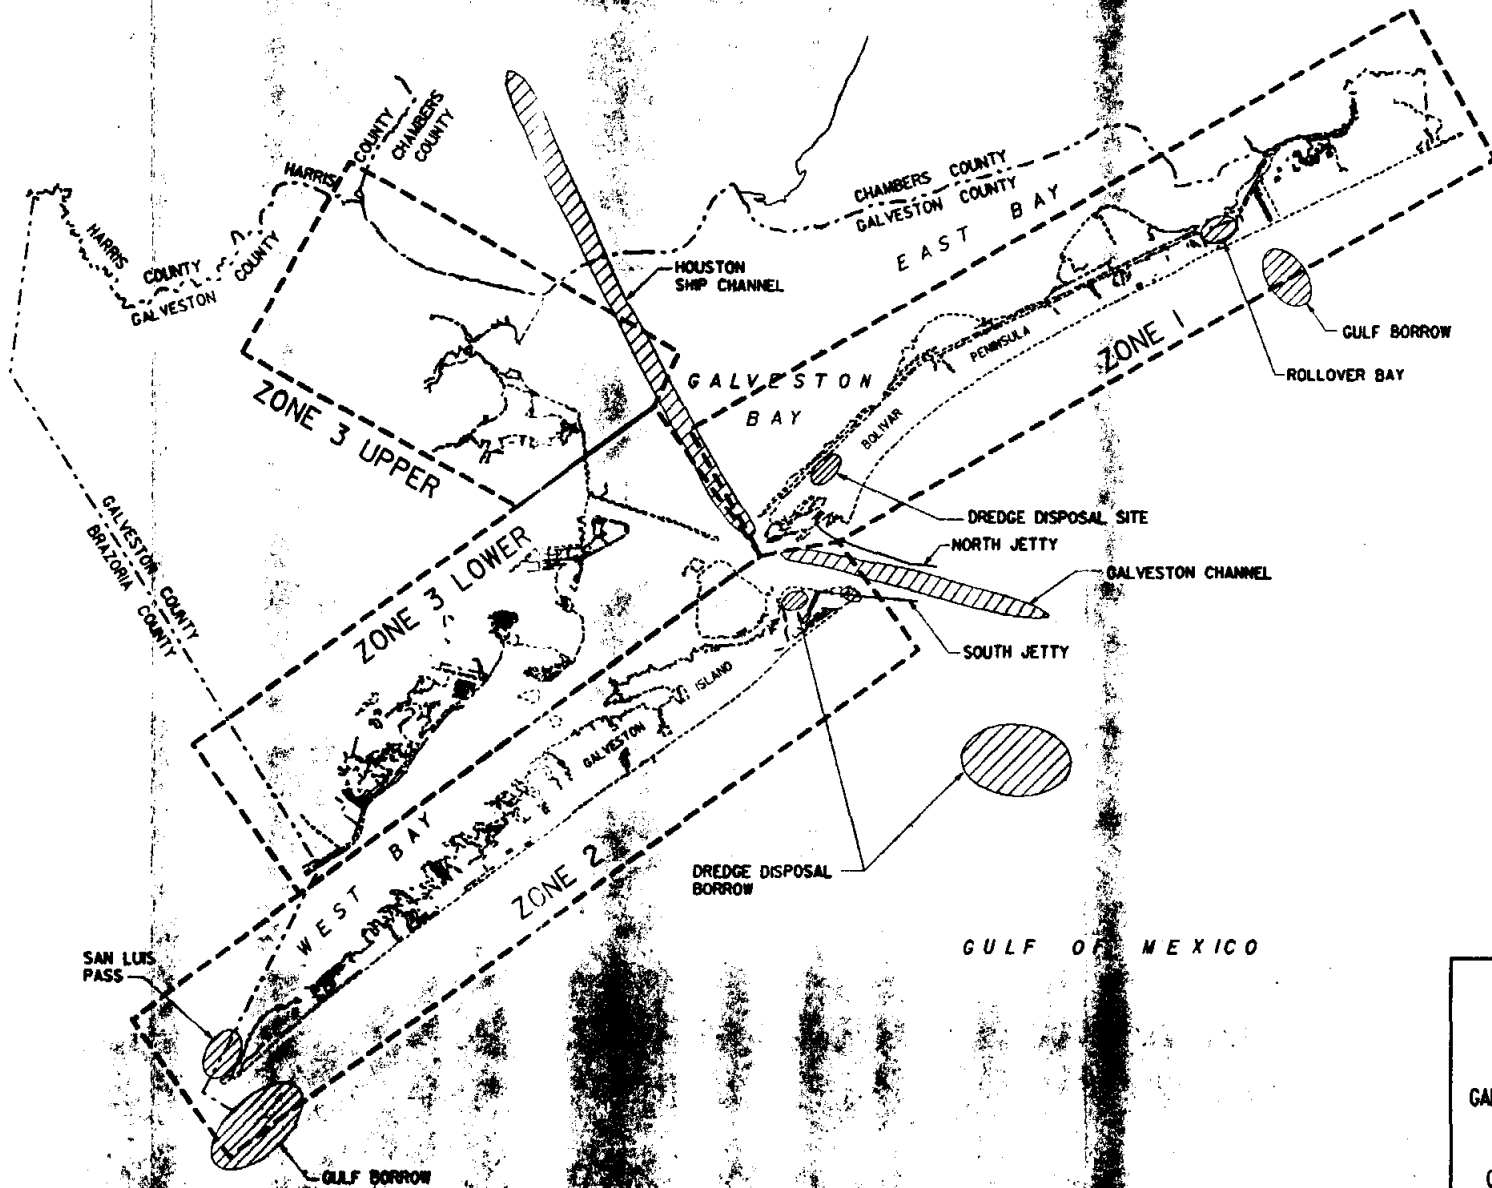 HARRIS
COUNTY
CHAMBERS
COUNTY
HARRIS
COUNTY
GALVESTON
COUNTY
CHAMBERS COUNTY
GALVESTON COUNTY
EAST BAY
HOUSTON
SHIP CHANNEL
GULF BORROW
ROLLOVER BAY
ZONE 1
PENINSULA
BOLIVAR
GALVESTON
BAY
ZONE 3 UPPER
GALVESTON COUNTY
BRAZORIA COUNTY
DREDGE DISPOSAL SITE
NORTH JETTY
GALVESTON CHANNEL
SOUTH JETTY
ZONE 3 LOWER
ISLAND
GALVESTON
WEST BAY
ZONE 2
DREDGE DISPOSAL
BORROW
GULF OF MEXICO
SAN LUIS
PASS
GULF BORROW